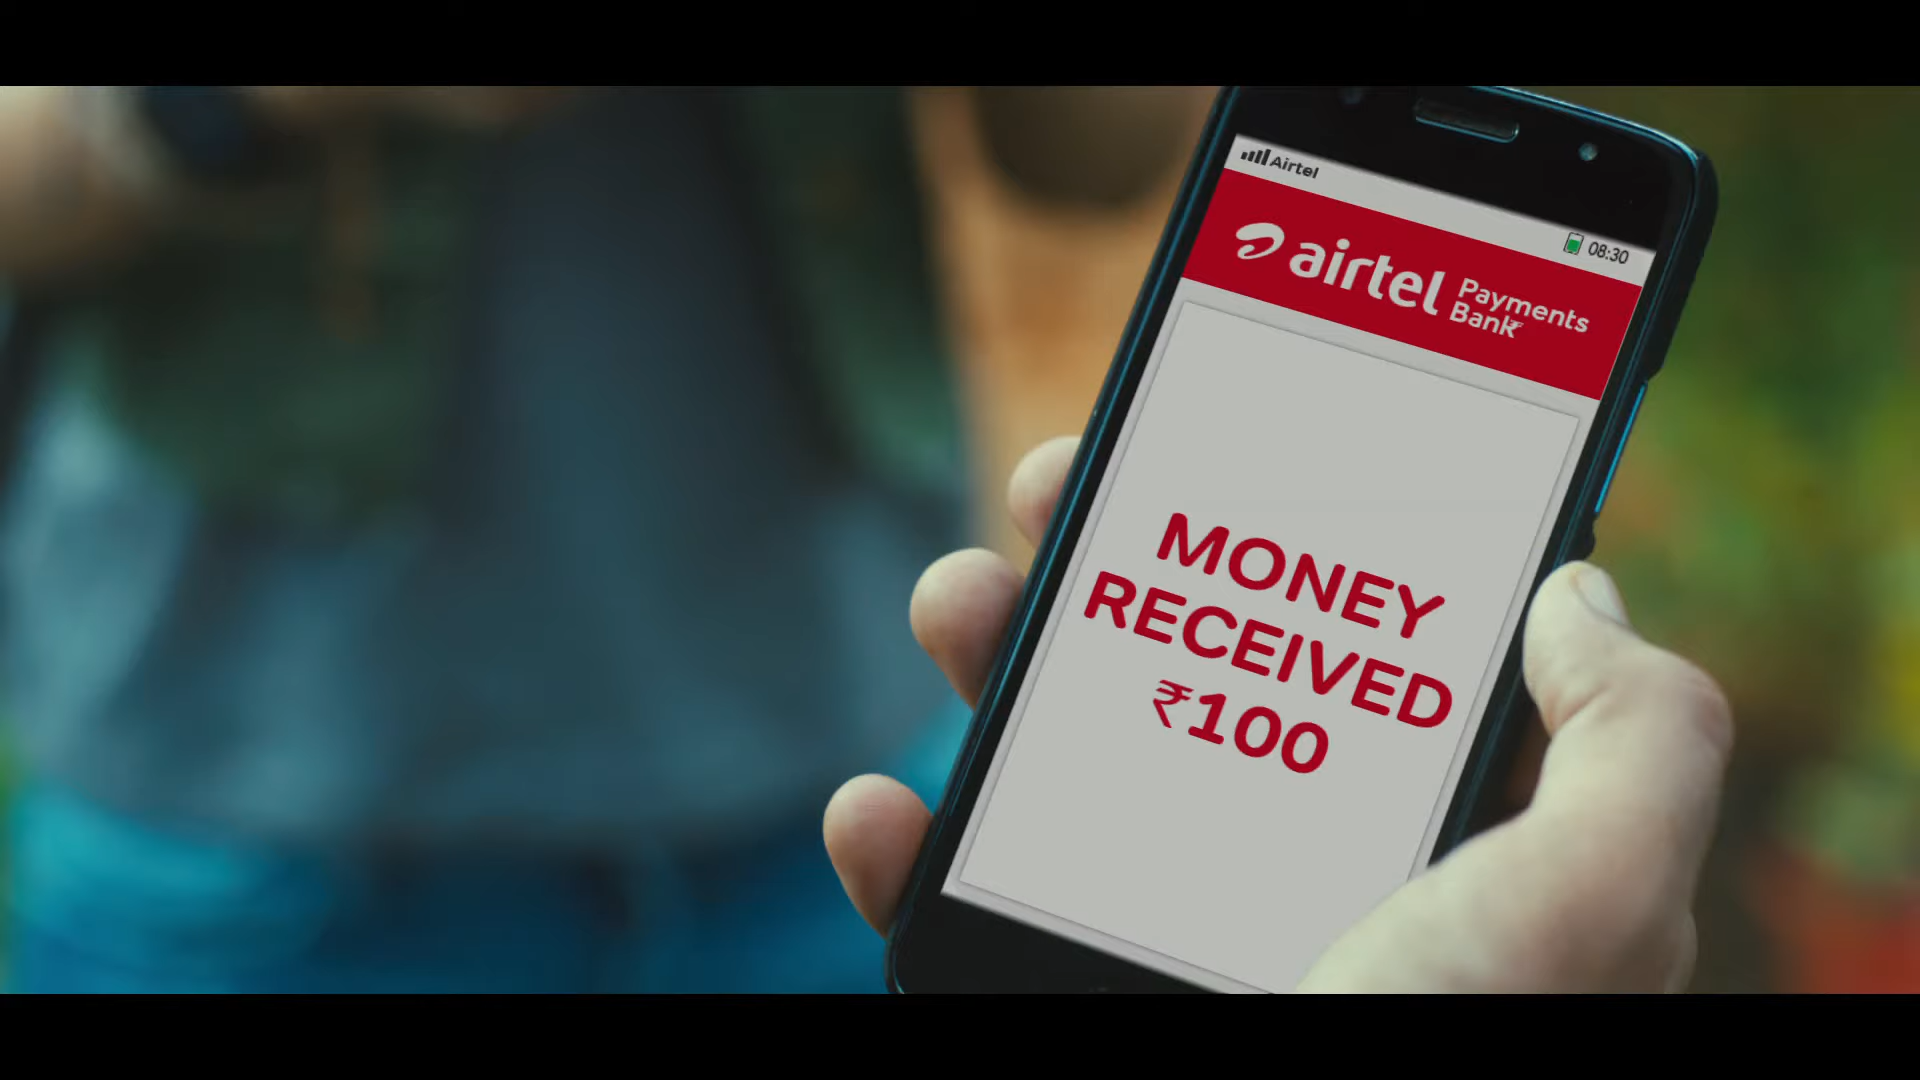 Airtel
08:30
airtel Payments
Bank
MONEY
RECEIVED
₹100